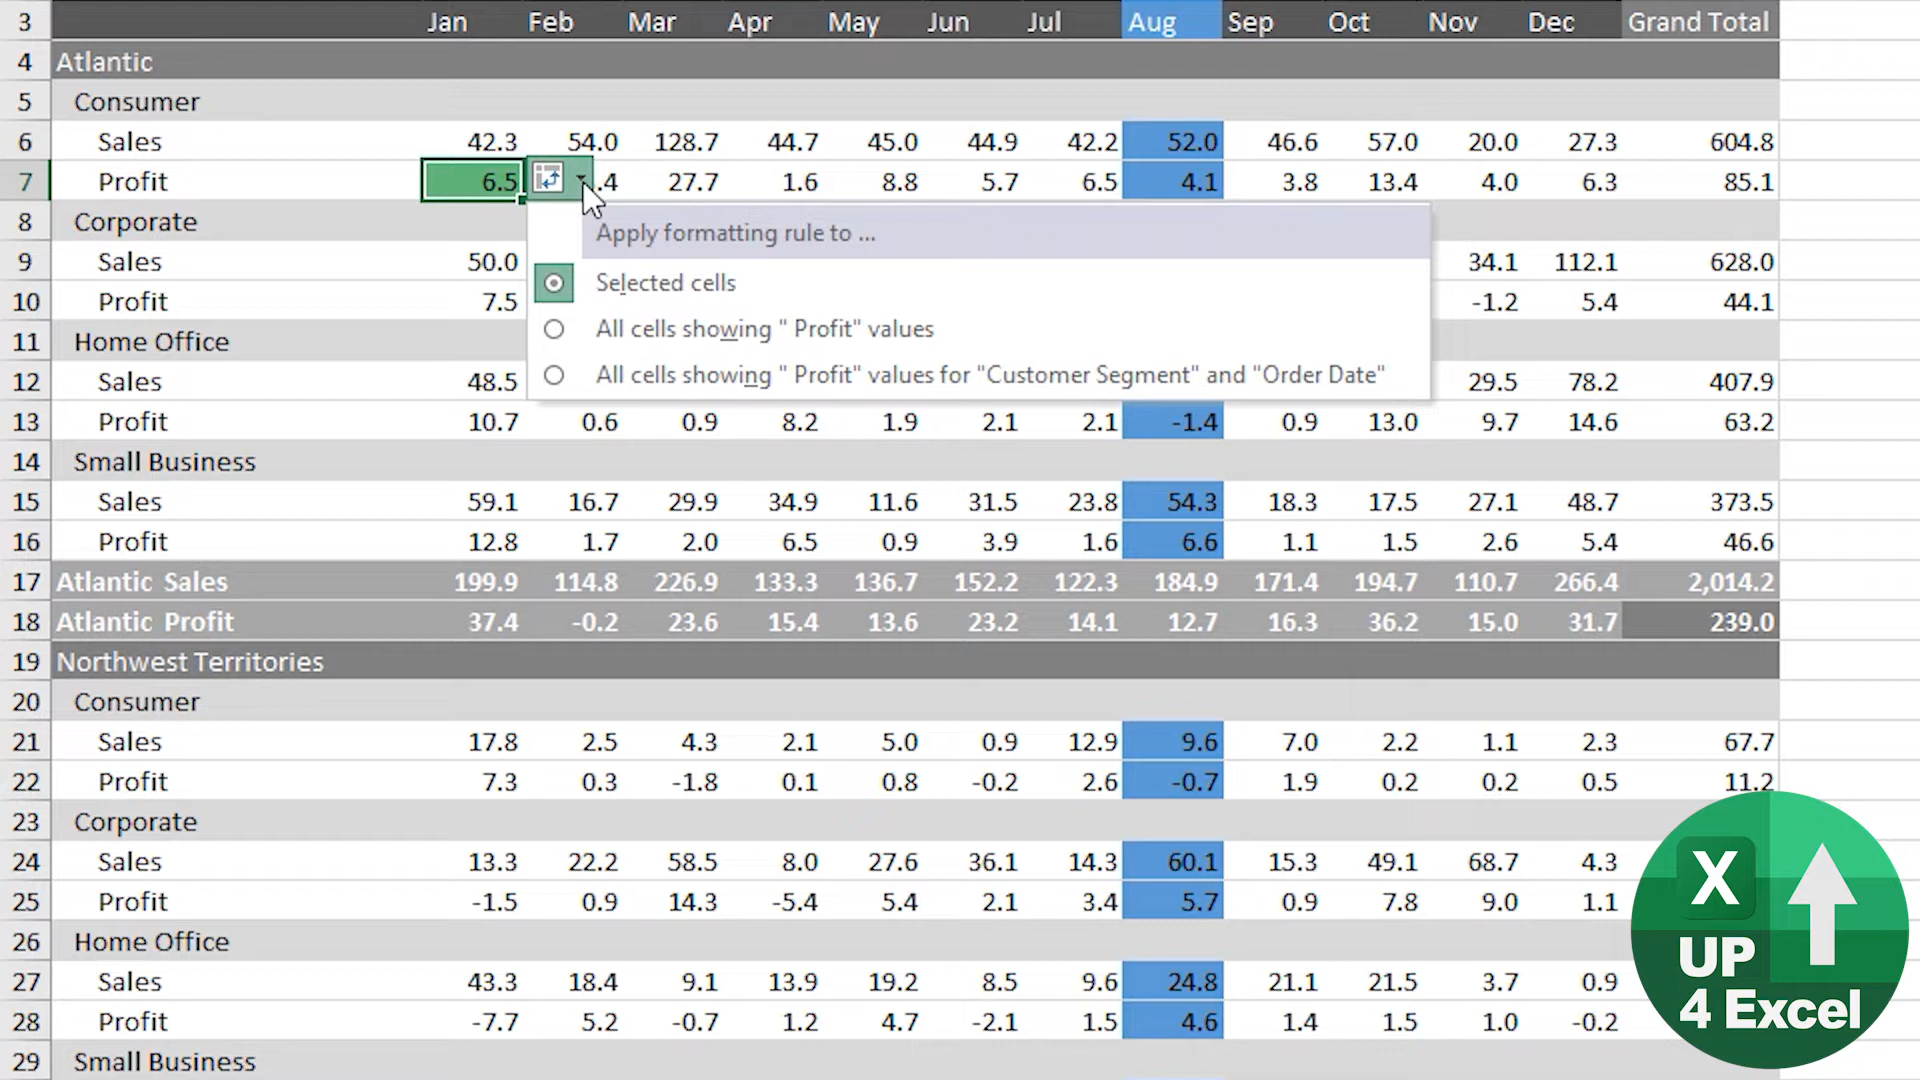 3 Jan Feb Mar Apr May Jun Jul Aug Sep Oct Nov Dec Grand Total
4 Atlantic
5 Consumer
6 Sales 42.3 54.0 128.7 44.7 45.0 44.9 42.2 52.0 46.6 57.0 20.0 27.3 604.8
7 Profit 6.5 .4 27.7 1.6 8.8 5.7 6.5 4.1 3.8 13.4 4.0 6.3 85.1
8 Corporate
Apply formatting rule to ...
9 Sales 50.0 34.1 112.1 628.0
Selected cells
10 Profit 7.5 -1.2 5.4 44.1
All cells showing " Profit" values
11 Home Office
All cells showing " Profit" values for "Customer Segment" and "Order Date"
12 Sales 48.5 29.5 78.2 407.9
13 Profit 10.7 0.6 0.9 8.2 1.9 2.1 2.1 -1.4 0.9 13.0 9.7 14.6 63.2
14 Small Business
15 Sales 59.1 16.7 29.9 34.9 11.6 31.5 23.8 54.3 18.3 17.5 27.1 48.7 373.5
16 Profit 12.8 1.7 2.0 6.5 0.9 3.9 1.6 6.6 1.1 1.5 2.6 5.4 46.6
17 Atlantic Sales 199.9 114.8 226.9 133.3 136.7 152.2 122.3 184.9 171.4 194.7 110.7 266.4 2,014.2
18 Atlantic Profit 37.4 -0.2 23.6 15.4 13.6 23.2 14.1 12.7 16.3 36.2 15.0 31.7 239.0
19 Northwest Territories
20 Consumer
21 Sales 17.8 2.5 4.3 2.1 5.0 0.9 12.9 9.6 7.0 2.2 1.1 2.3 67.7
22 Profit 7.3 0.3 -1.8 0.1 0.8 -0.2 2.6 -0.7 1.9 0.2 0.2 0.5 11.2
23 Corporate
24 Sales 13.3 22.2 58.5 8.0 27.6 36.1 14.3 60.1 15.3 49.1 68.7 4.3
25 Profit -1.5 0.9 14.3 -5.4 5.4 2.1 3.4 5.7 0.9 7.8 9.0 1.1
26 Home Office
27 Sales 43.3 18.4 9.1 13.9 19.2 8.5 9.6 24.8 21.1 21.5 3.7 0.9
28 Profit -7.7 5.2 -0.7 1.2 4.7 -2.1 1.5 4.6 1.4 1.5 1.0 -0.2
29 Small Business
X
UP
4 Excel